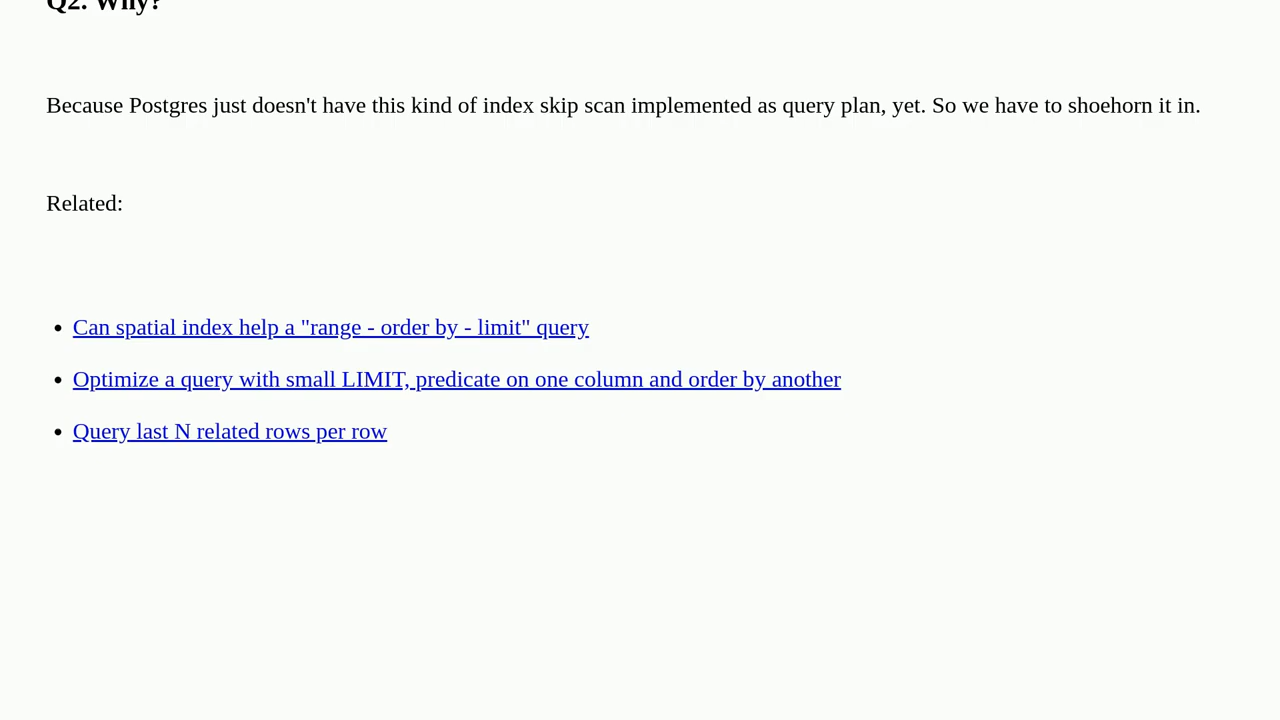 Q2. Why?
Because Postgres just doesn't have this kind of index skip scan implemented as query plan, yet. So we have to shoehorn it in.
Related:
Can spatial index help a "range - order by - limit" query
Optimize a query with small LIMIT, predicate on one column and order by another
Query last N related rows per row